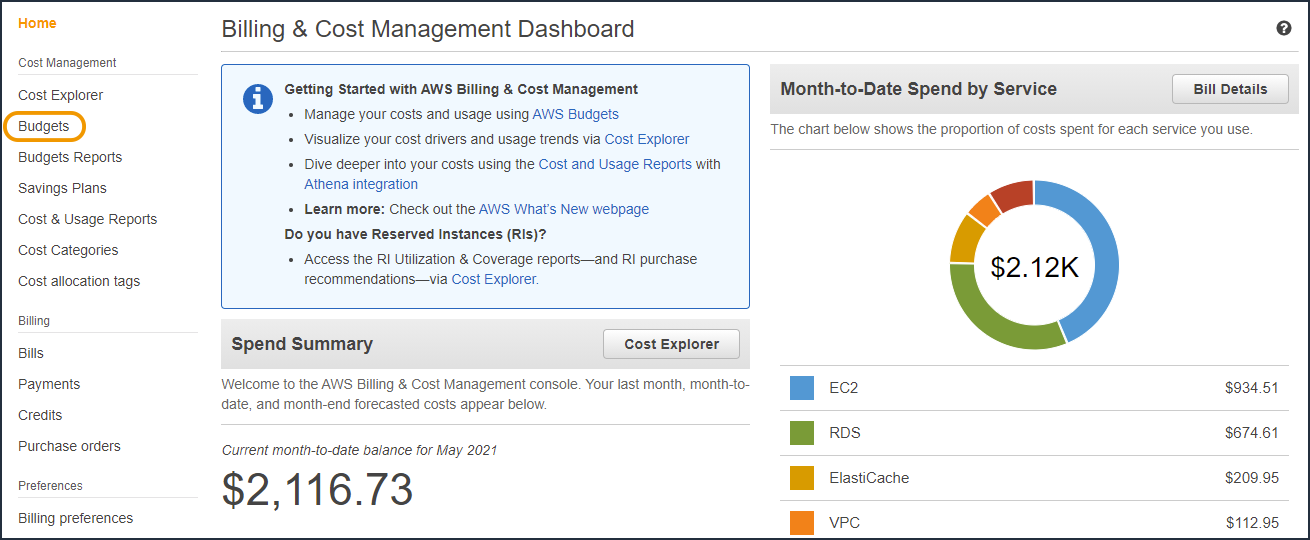 Home
Cost Management
Cost Explorer
Budgets
Budgets Reports
Savings Plans
Cost & Usage Reports
Cost Categories
Cost allocation tags
Billing
Bills
Payments
Credits
Purchase orders
Preferences
Billing preferences
Billing & Cost Management Dashboard
?
i
Getting Started with AWS Billing & Cost Management
• Manage your costs and usage using AWS Budgets
• Visualize your cost drivers and usage trends via Cost Explorer
• Dive deeper into your costs using the Cost and Usage Reports with
Athena integration
• Learn more: Check out the AWS What's New webpage
Do you have Reserved Instances (RIs)?
• Access the RI Utilization & Coverage reports—and RI purchase
recommendations—via Cost Explorer.
Spend Summary
Cost Explorer
Welcome to the AWS Billing & Cost Management console. Your last month, month-to-
date, and month-end forecasted costs appear below.
Current month-to-date balance for May 2021
$2,116.73
Month-to-Date Spend by Service
Bill Details
The chart below shows the proportion of costs spent for each service you use.
$2.12K
EC2 $934.51
RDS $674.61
ElastiCache $209.95
VPC $112.95